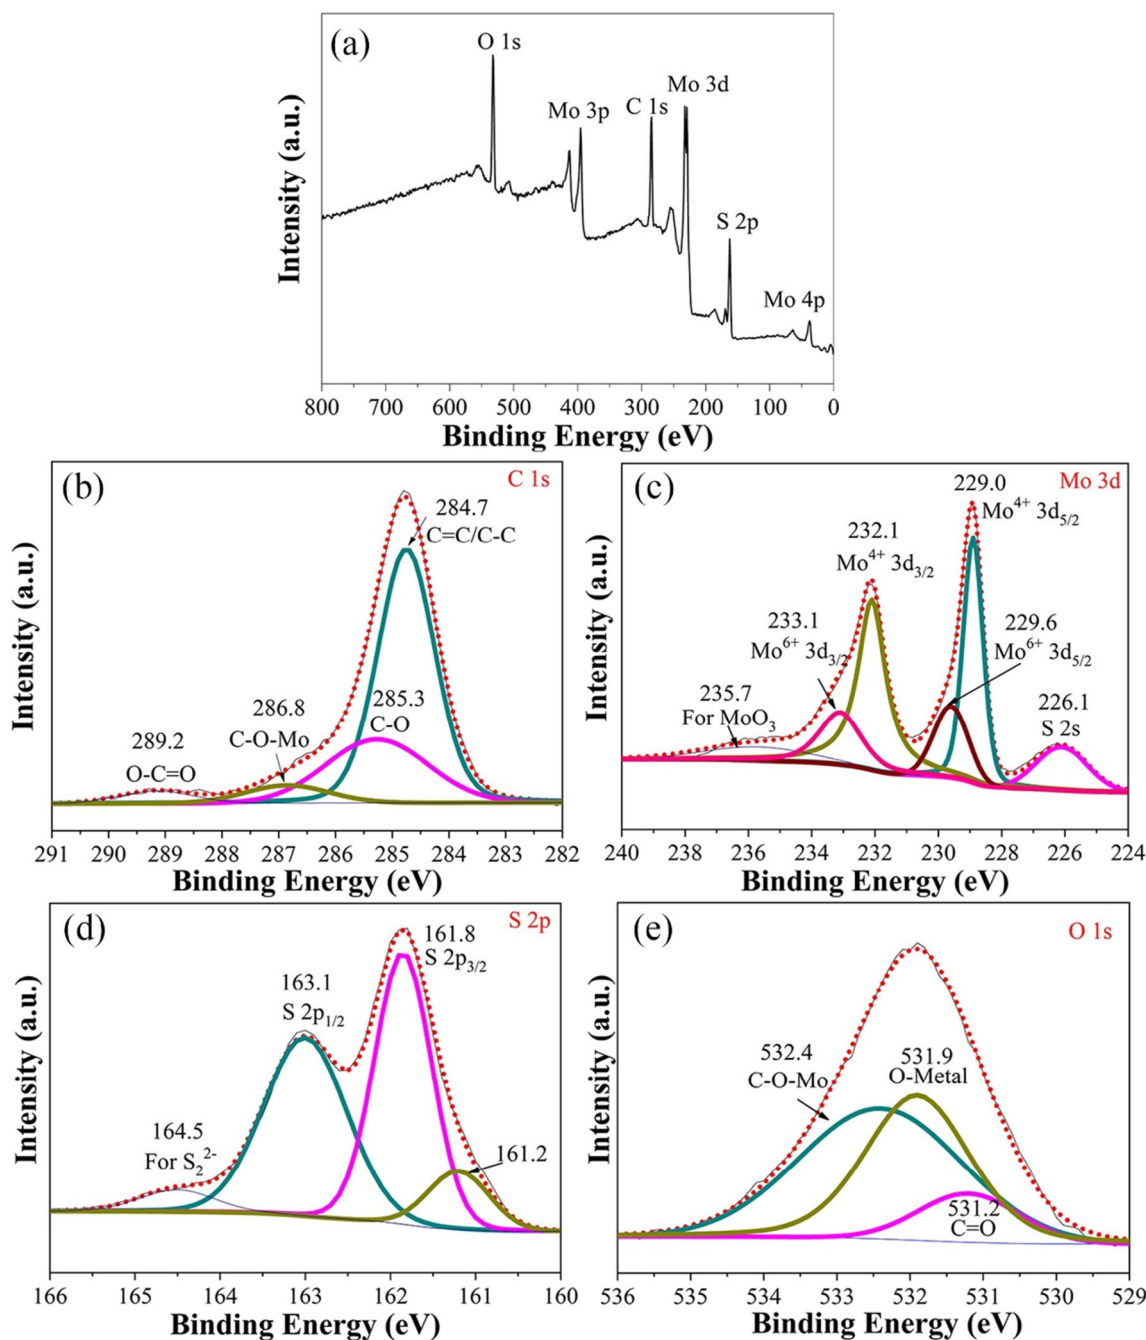 (a)
O 1s
Mo 3p
C 1s
Mo 3d
S 2p
Mo 4p
Intensity (a.u.)
800 700 600 500 400 300 200 100 0
Binding Energy (eV)
(b)
C 1s
284.7
C=C/C-C
285.3
C-O
286.8
C-O-Mo
289.2
O-C=O
Intensity (a.u.)
291 290 289 288 287 286 285 284 283 282
Binding Energy (eV)
(c)
Mo 3d
229.0
Mo⁴⁺ 3d₅/₂
232.1
Mo⁴⁺ 3d₃/₂
233.1
Mo⁶⁺ 3d₃/₂
229.6
Mo⁶⁺ 3d₅/₂
235.7
For MoO₃
226.1
S 2s
Intensity (a.u.)
240 238 236 234 232 230 228 226 224
Binding Energy (eV)
(d)
S 2p
161.8
S 2p₃/₂
163.1
S 2p₁/₂
164.5
For S₂²⁻
161.2
Intensity (a.u.)
166 165 164 163 162 161 160
Binding Energy (eV)
(e)
O 1s
532.4
C-O-Mo
531.9
O-Metal
531.2
C=O
Intensity (a.u.)
536 535 534 533 532 531 530 529
Binding Energy (eV)